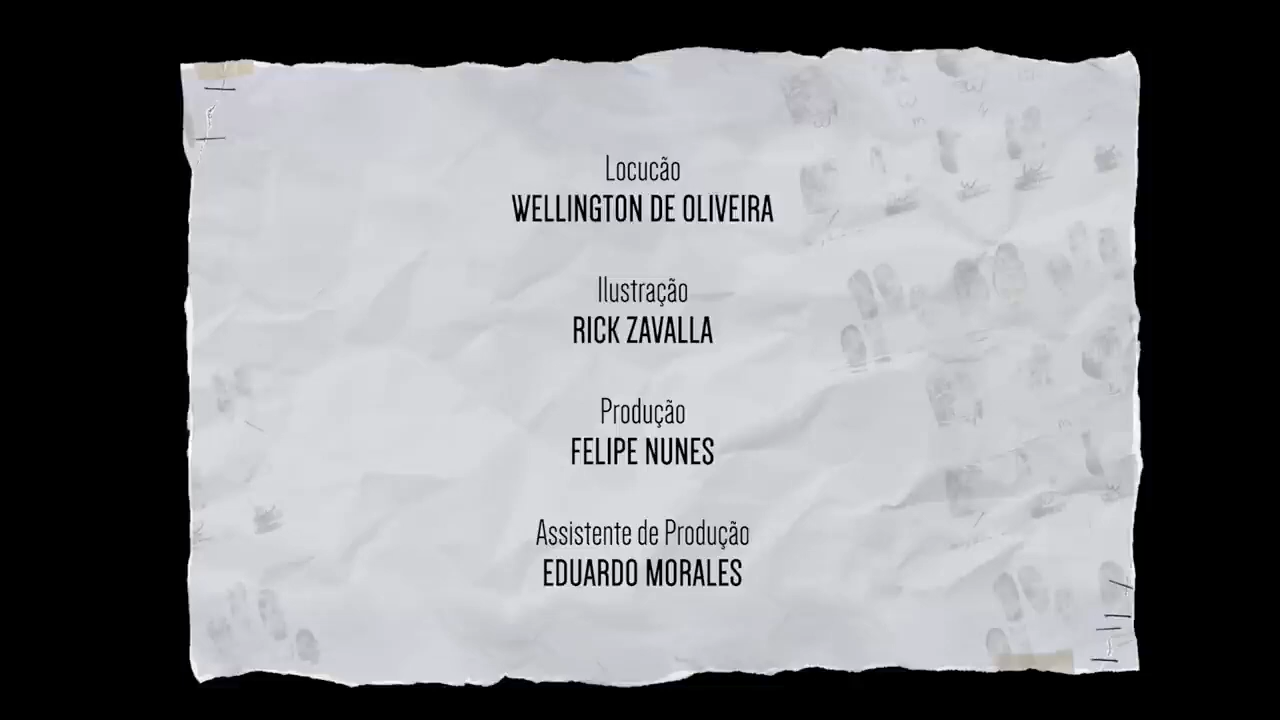 Locucão
WELLINGTON DE OLIVEIRA
Ilustração
RICK ZAVALLA
Produção
FELIPE NUNES
Assistente de Produção
EDUARDO MORALES